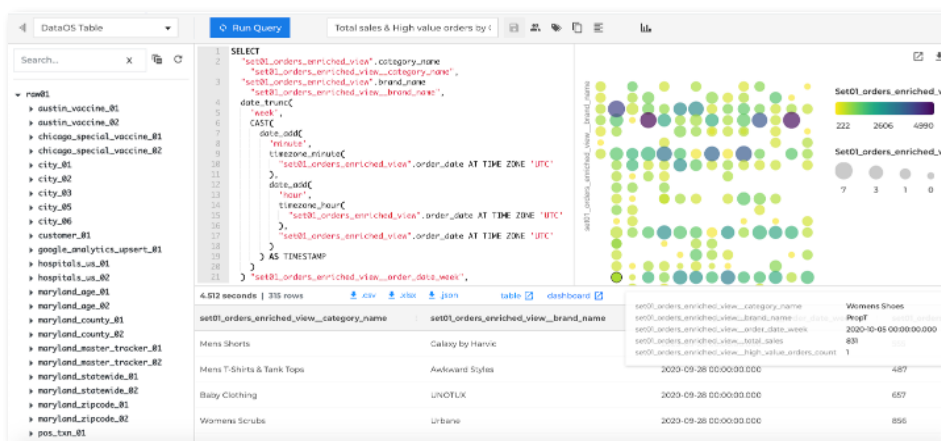 DataOS Table
Run Query
Total sales & High value orders by
Search...
X
raw01
austin_vaccine_01
austin_vaccine_02
chicago_special_vaccine_01
chicago_special_vaccine_02
city_01
city_02
city_03
city_05
city_06
customer_01
google_analytics_upsert_01
hospitals_us_01
hospitals_us_02
maryland_age_01
maryland_age_02
maryland_county_01
maryland_county_02
maryland_master_tracker_01
maryland_master_tracker_02
maryland_statewide_01
maryland_statewide_02
maryland_zipcode_01
maryland_zipcode_02
pos_txn_01
1 SELECT
2 "set01_orders_enriched_view".category_name
"set01_orders_enriched_view__category_name",
3 "set01_orders_enriched_view".brand_name
"set01_orders_enriched_view__brand_name",
4 date_trunc(
5 'week',
6 CAST(
7 date_add(
8 'minute',
9 timezone_minute(
10 "set01_orders_enriched_view".order_date AT TIME ZONE 'UTC'
11 ),
12 date_add(
13 'hour',
14 timezone_hour(
15 "set01_orders_enriched_view".order_date AT TIME ZONE 'UTC'
16 ),
17 "set01_orders_enriched_view".order_date AT TIME ZONE 'UTC'
18 )
19 ) AS TIMESTAMP
20 )
21 ) "set01_orders_enriched_view__order_date_week",
set01_orders_enriched_view__brand_name
Set01_orders_enriched_v
222 2606 4990
Set01_orders_enriched_v
7 3 1 0
4.512 seconds | 315 rows
.csv
.xlsx
.json
table
dashboard
set01_orders_enriched_view__category_name set01_orders_enriched_view__brand_name
Mens Shorts Galaxy by Harvic
Mens T-Shirts & Tank Tops Awkward Styles 2020-09-28 00:00:00.000 487
Baby Clothing UNOTUX 2020-09-28 00:00:00.000 657
Womens Scrubs Urbane 2020-09-28 00:00:00.000 856
set01_orders_enriched_view__category_name Womens Shoes
set01_orders_enriched_view__brand_name PropT
set01_orders_enriched_view__order_date_week 2020-10-05 00:00:00.000
set01_orders_enriched_view__total_sales 831
set01_orders_enriched_view__high_value_orders_count 1